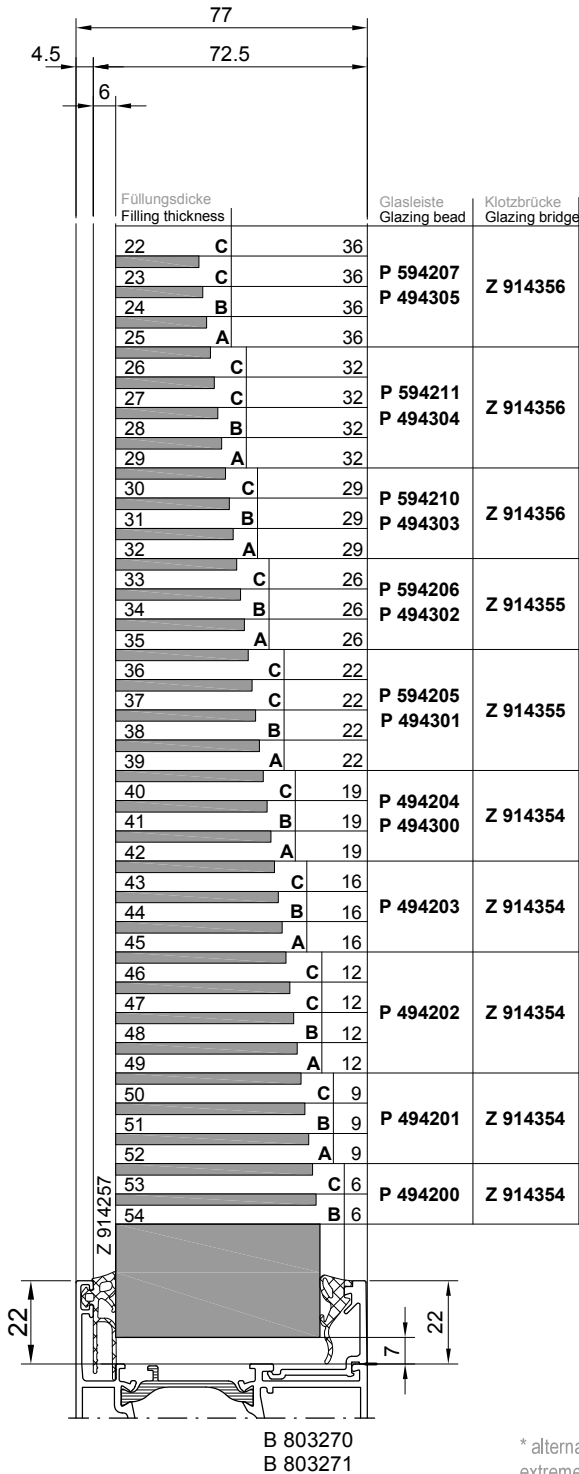 77
4.5 72.5
6
Füllungsdicke Glasleiste Klotzbrücke
Filling thickness Glazing bead Glazing bridge
22 C 36
23 C 36 P 594207
24 B 36 P 494305 Z 914356
25 A 36
26 C 32
27 C 32 P 594211
28 B 32 P 494304 Z 914356
29 A 32
30 C 29 P 594210
31 B 29 P 494303 Z 914356
32 A 29
33 C 26 P 594206
34 B 26 P 494302 Z 914355
35 A 26
36 C 22
37 C 22 P 594205
38 B 22 P 494301 Z 914355
39 A 22
40 C 19 P 494204
41 B 19 P 494300 Z 914354
42 A 19
43 C 16
44 B 16 P 494203 Z 914354
45 A 16
46 C 12
47 C 12 P 494202 Z 914354
48 B 12
49 A 12
50 C 9
51 B 9 P 494201 Z 914354
52 A 9
53 C 6 P 494200 Z 914354
54 B 6
Z 914257
22 22
7
B 803270
B 803271
* alterna
extreme